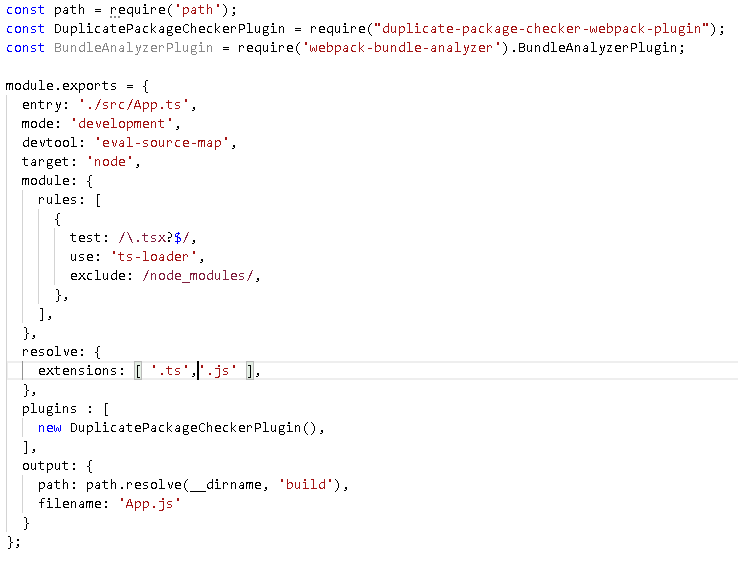 const path = require('path');
const DuplicatePackageCheckerPlugin = require("duplicate-package-checker-webpack-plugin");
const BundleAnalyzerPlugin = require('webpack-bundle-analyzer').BundleAnalyzerPlugin;

module.exports = {
  entry: './src/App.ts',
  mode: 'development',
  devtool: 'eval-source-map',
  target: 'node',
  module: {
    rules: [
      {
        test: /\.tsx?$/,
        use: 'ts-loader',
        exclude: /node_modules/,
      },
    ],
  },
  resolve: {
    extensions: [ '.ts','.js' ],
  },
  plugins : [
    new DuplicatePackageCheckerPlugin(),
  ],
  output: {
    path: path.resolve(__dirname, 'build'),
    filename: 'App.js'
  }
};